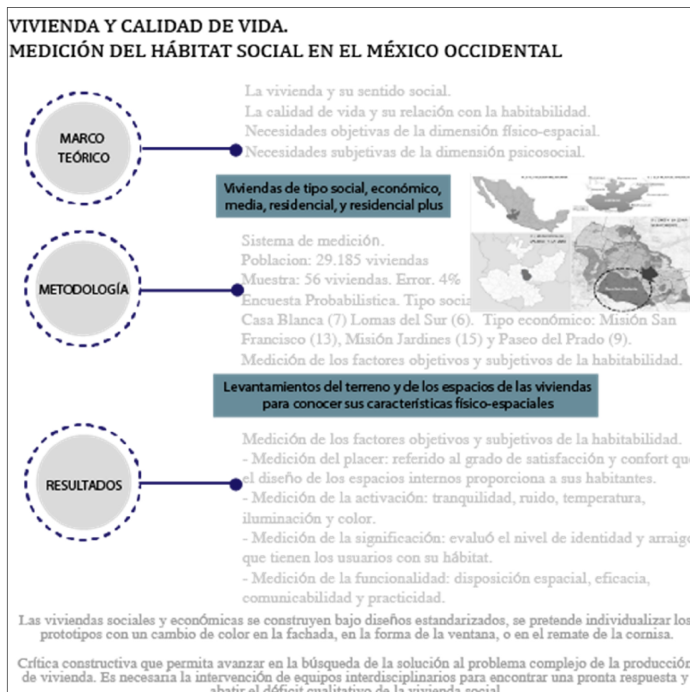 VIVIENDA Y CALIDAD DE VIDA.
MEDICIÓN DEL HÁBITAT SOCIAL EN EL MÉXICO OCCIDENTAL
MARCO
TEÓRICO
La vivienda y su sentido social.
La calidad de vida y su relación con la habitabilidad.
Necesidades objetivas de la dimensión físico-espacial.
Necesidades subjetivas de la dimensión psicosocial.
Viviendas de tipo social, económico,
media, residencial, y residencial plus
METODOLOGÍA
Sistema de medición.
Poblacion: 29.185 viviendas
Muestra: 56 viviendas. Error. 4%
Encuesta Probabilistica. Tipo socia
Casa Blanca (7) Lomas del Sur (6). Tipo económico: Misión San
Francisco (13), Misión Jardines (15) y Paseo del Prado (9).
Medición de los factores objetivos y subjetivos de la habitabilidad.
Levantamientos del terreno y de los espacios de las viviendas
para conocer sus características físico-espaciales
RESULTADOS
Medición de los factores objetivos y subjetivos de la habitabilidad.
- Medición del placer: referido al grado de satisfacción y confort que
el diseño de los espacios internos proporciona a sus habitantes.
- Medición de la activación: tranquilidad, ruido, temperatura,
iluminación y color.
- Medición de la significación: evaluó el nivel de identidad y arraigo
que tienen los usuarios con su hábitat.
- Medición de la funcionalidad: disposición espacial, eficacia,
comunicabilidad y practicidad.
Las viviendas sociales y económicas se construyen bajo diseños estandarizados, se pretende individualizar los
prototipos con un cambio de color en la fachada, en la forma de la ventana, o en el remate de la cornisa.
Crítica constructiva que permita avanzar en la búsqueda de la solución al problema complejo de la producción
de vivienda. Es necesaria la intervención de equipos interdisciplinarios para encontrar una pronta respuesta y
abatir el déficit cualitativo de la vivienda social